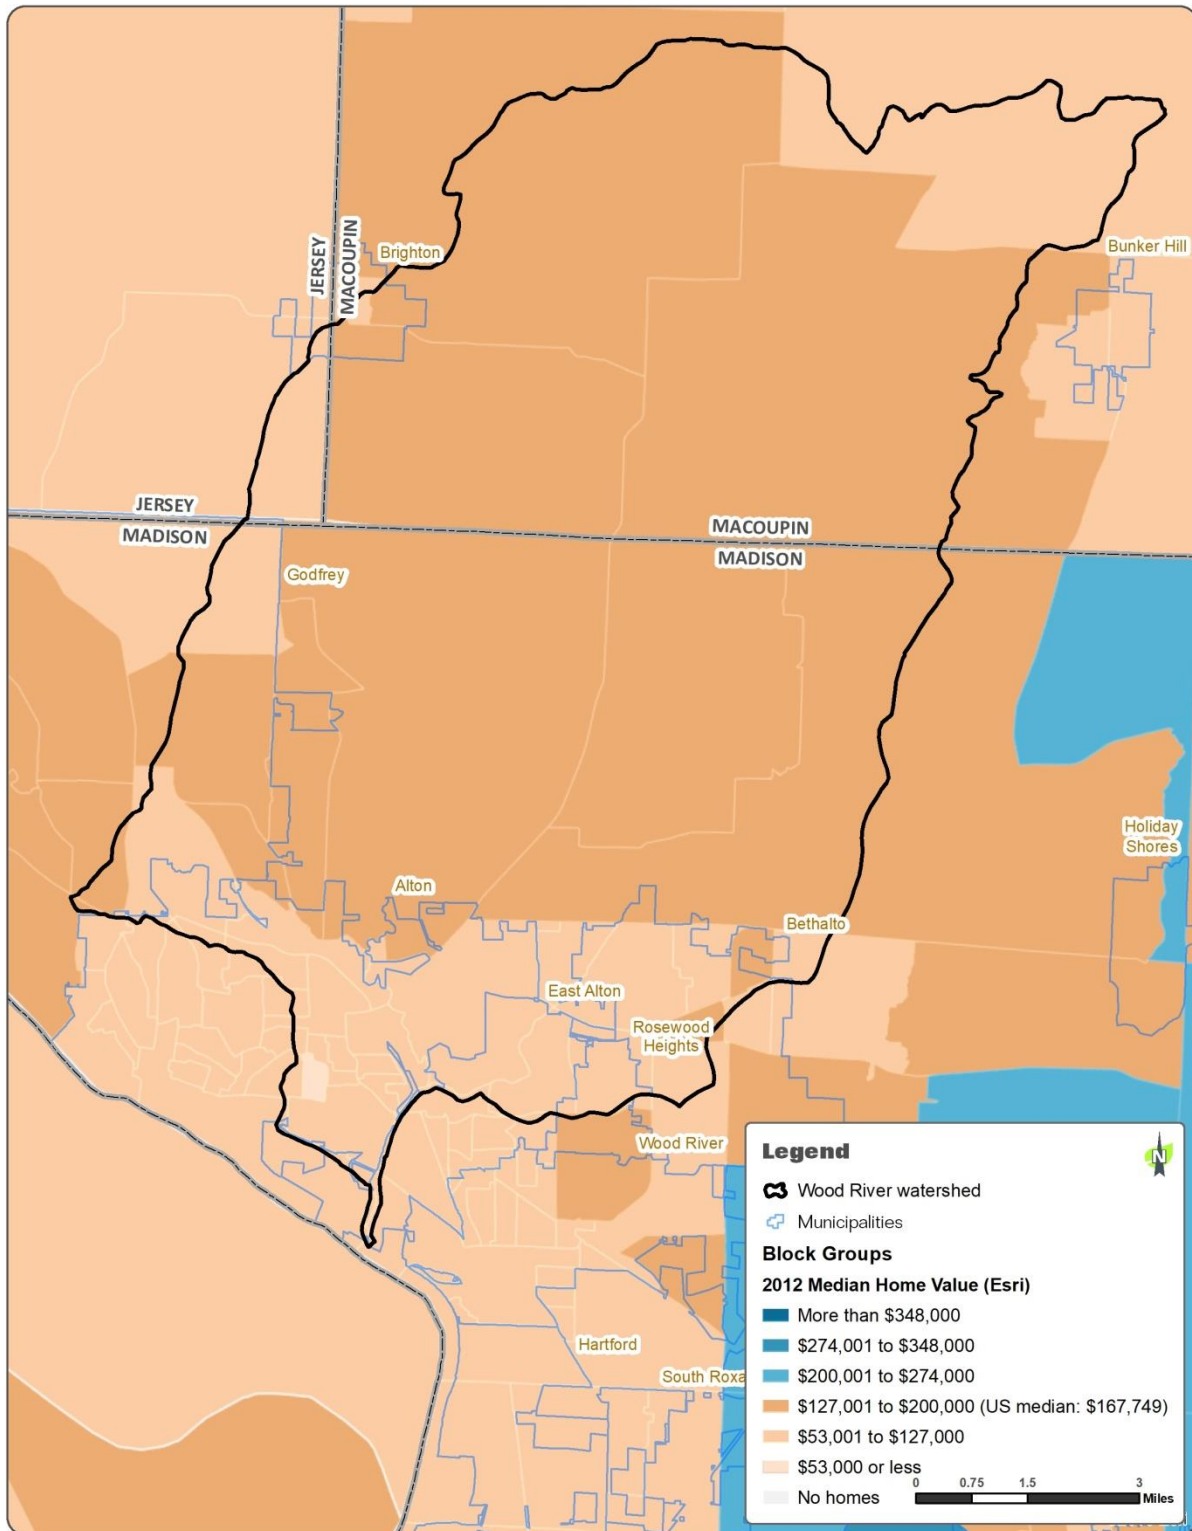 JERSEY
MACOUPIN
Brighton
Bunker Hill
JERSEY
MADISON
MACOUPIN
MADISON
Godfrey
Holiday
Shores
Alton
Bethalto
East Alton
Rosewood
Heights
Wood River
Hartford
South Roxa
Legend
N
Wood River watershed
Municipalities
Block Groups
2012 Median Home Value (Esri)
More than $348,000
$274,001 to $348,000
$200,001 to $274,000
$127,001 to $200,000 (US median: $167,749)
$53,001 to $127,000
$53,000 or less
No homes
0 0.75 1.5 3
Miles